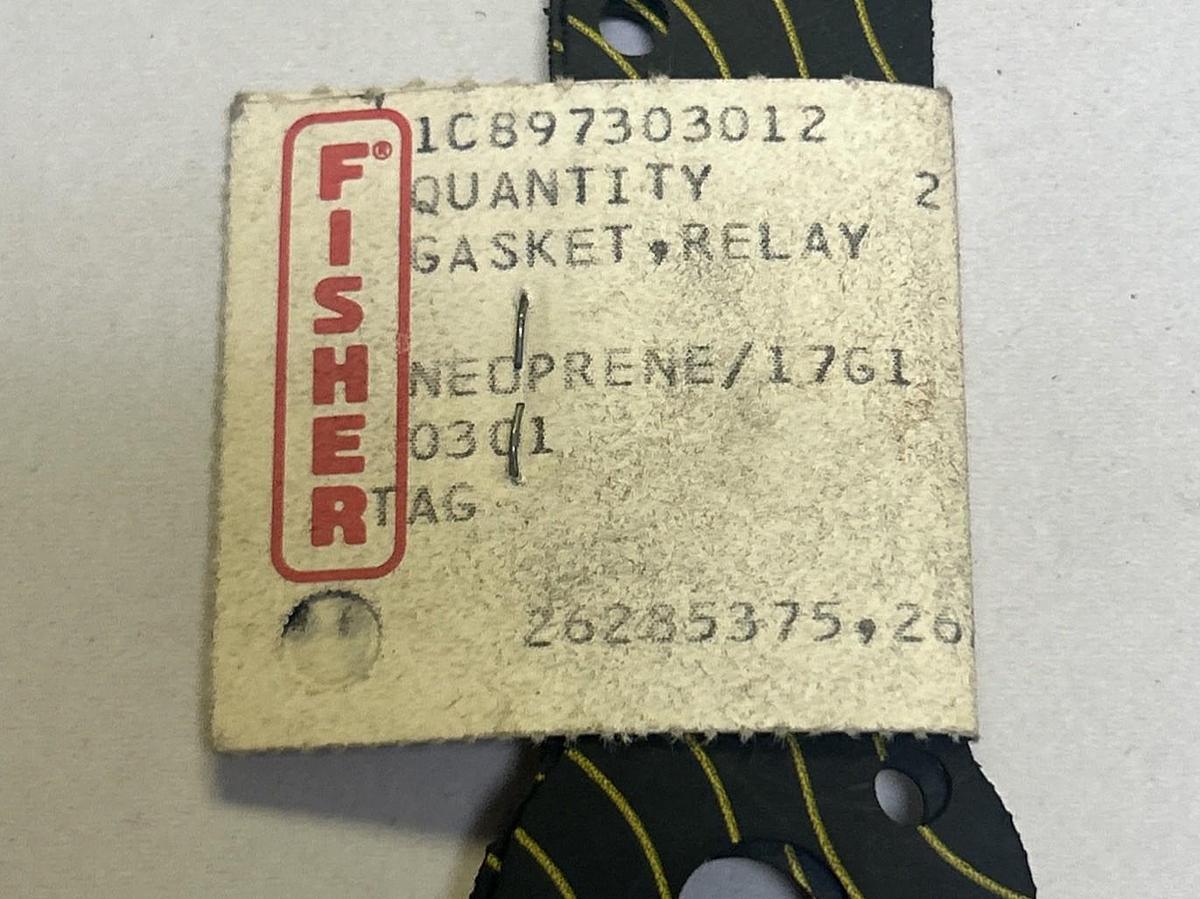 FISHER®
1C897303012
QUANTITY 2
GASKET,RELAY
NEOPRENE/17G1
0301
TAG
26285375,26